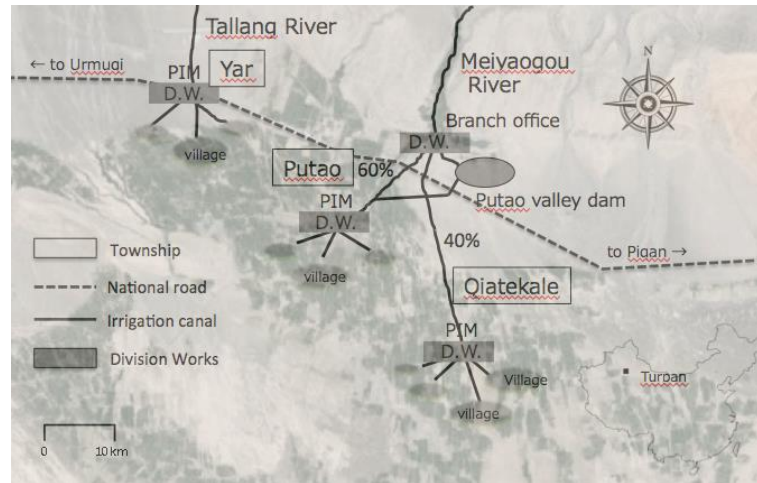 Tallang River
← to Urmuqi
PIM
Yar
D.W.
village
Meiyaogou
River
N
Branch office
D.W.
Putao
60%
Putao valley dam
PIM
D.W.
village
40%
to Piqan →
Qiatekale
PIM
D.W.
Village
village
Township
National road
Irrigation canal
Division Works
0 10 km
Turpan